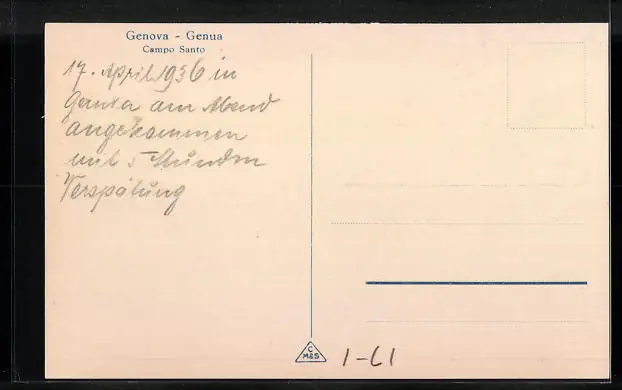 Genova - Genua
Campo Santo
17. April 1936 in
Genua am Abend
angekommen
mit 5 Stunden
Verspätung
C
M&S
1-61